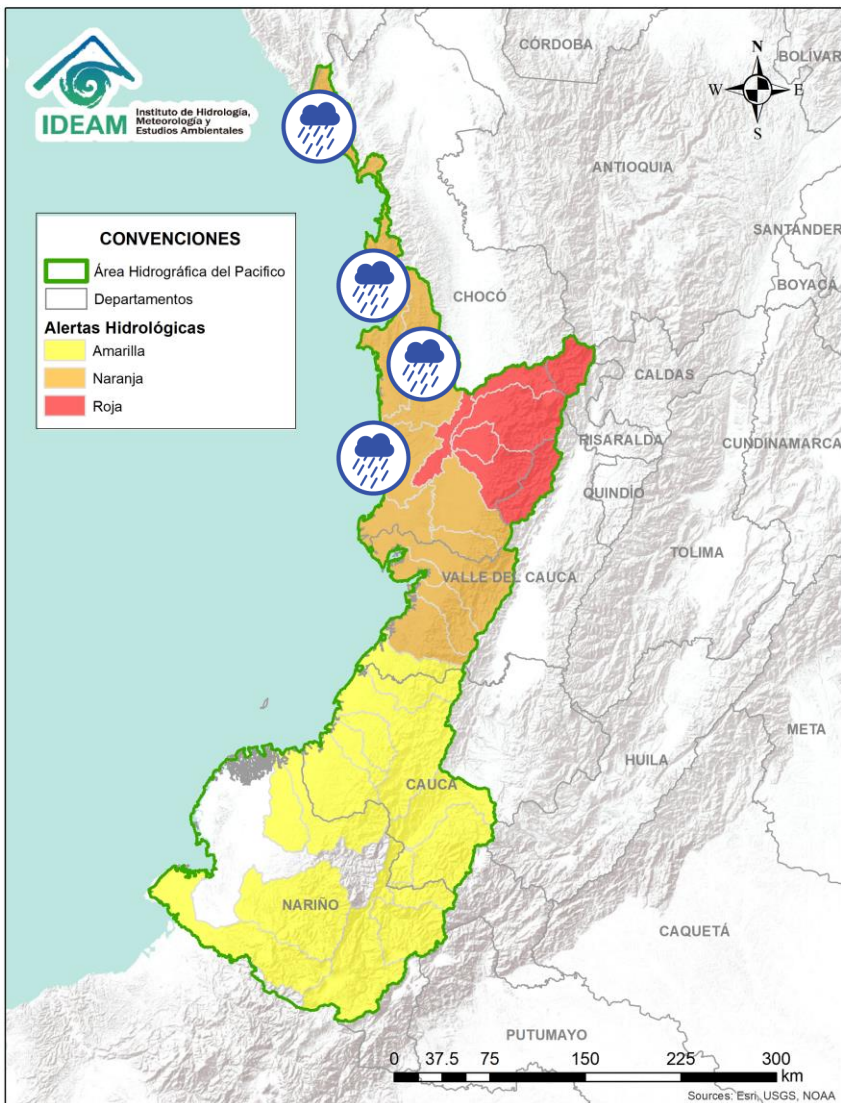 IDEAM
Instituto de Hidrología,
Meteorología y
Estudios Ambientales
CÓRDOBA
BOLÍVAR
N
W
E
S
ANTIOQUIA
SANTANDER
BOYACÁ
CONVENCIONES
Área Hidrográfica del Pacifico
Departamentos
Alertas Hidrológicas
Amarilla
Naranja
Roja
CHOCÓ
CALDAS
RISARALDA
CUNDINAMARCA
QUINDÍO
TOLIMA
VALLE DEL CAUCA
META
HUILA
CAUCA
NARIÑO
CAQUETÁ
PUTUMAYO
0 37.5 75 150 225 300
km
Sources: Esri, USGS, NOAA